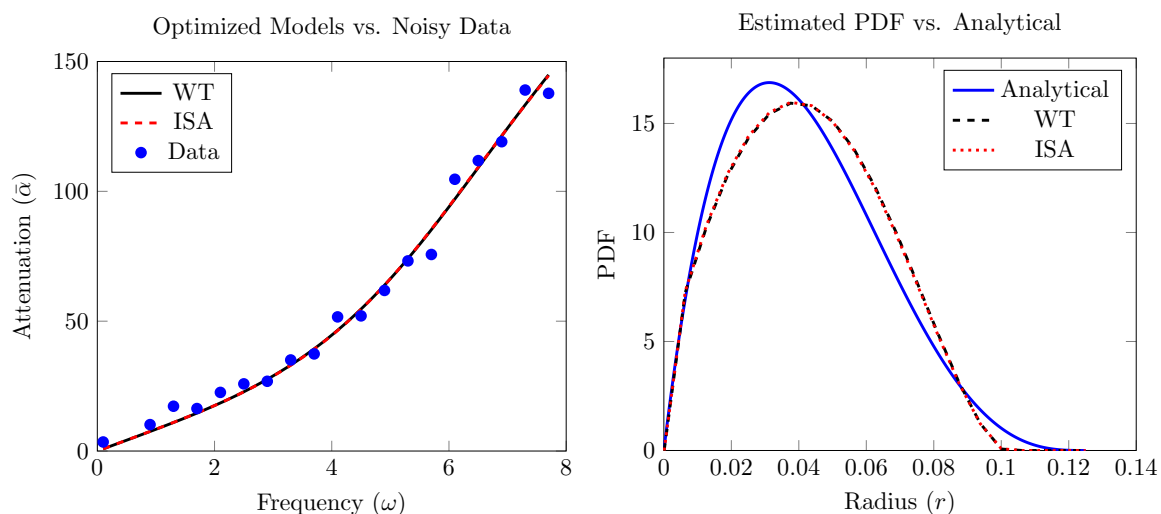 Optimized Models vs. Noisy Data
150
100
50
0
Attenuation (ᾱ)
WT
ISA
Data
0 2 4 6 8
Frequency (ω)
Estimated PDF vs. Analytical
15
10
5
0
PDF
Analytical
WT
ISA
0 0.02 0.04 0.06 0.08 0.1 0.12 0.14
Radius (r)